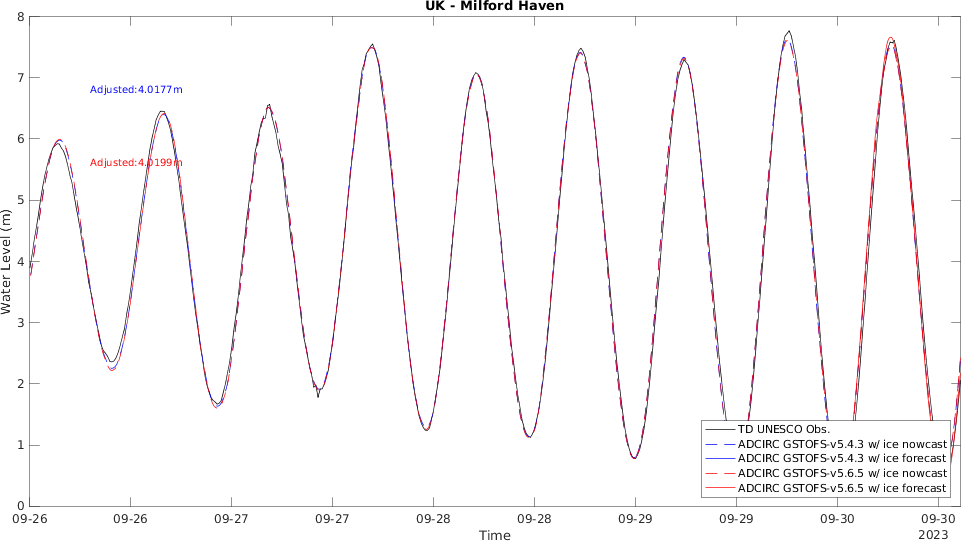 UK - Milford Haven
8
7
6
5
4
3
2
1
0
Water Level (m)
Adjusted:4.0177m
Adjusted:4.0199m
TD UNESCO Obs.
ADCIRC GSTOFS-v5.4.3 w/ ice nowcast
ADCIRC GSTOFS-v5.4.3 w/ ice forecast
ADCIRC GSTOFS-v5.6.5 w/ ice nowcast
ADCIRC GSTOFS-v5.6.5 w/ ice forecast
09-26 09-26 09-27 09-27 09-28 09-28 09-29 09-29 09-30 09-30
2023
Time